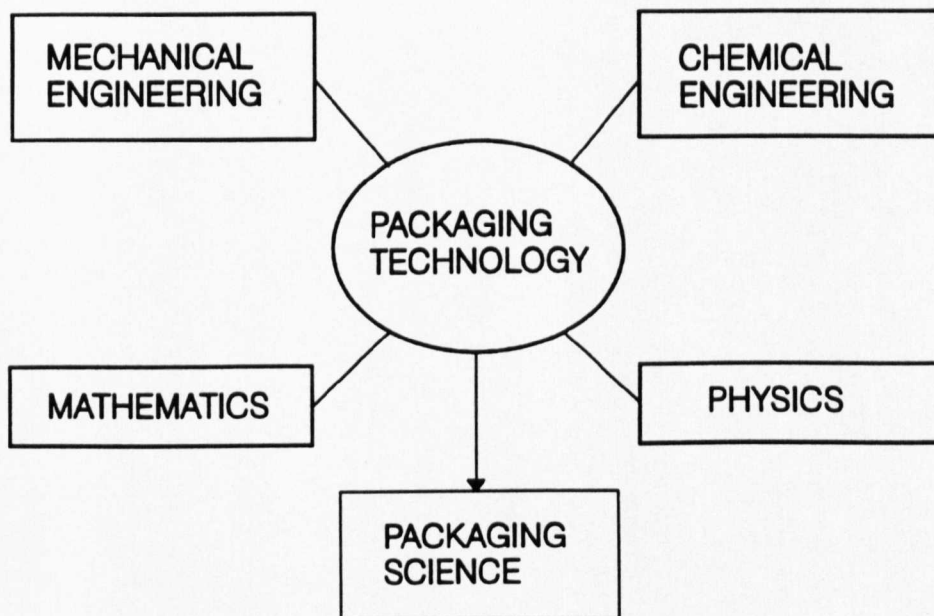 MECHANICAL
ENGINEERING
CHEMICAL
ENGINEERING
PACKAGING
TECHNOLOGY
MATHEMATICS
PHYSICS
PACKAGING
SCIENCE